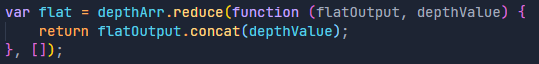 var flat = depthArr.reduce(function (flatOutput, depthValue) {
    return flatOutput.concat(depthValue);
}, []);